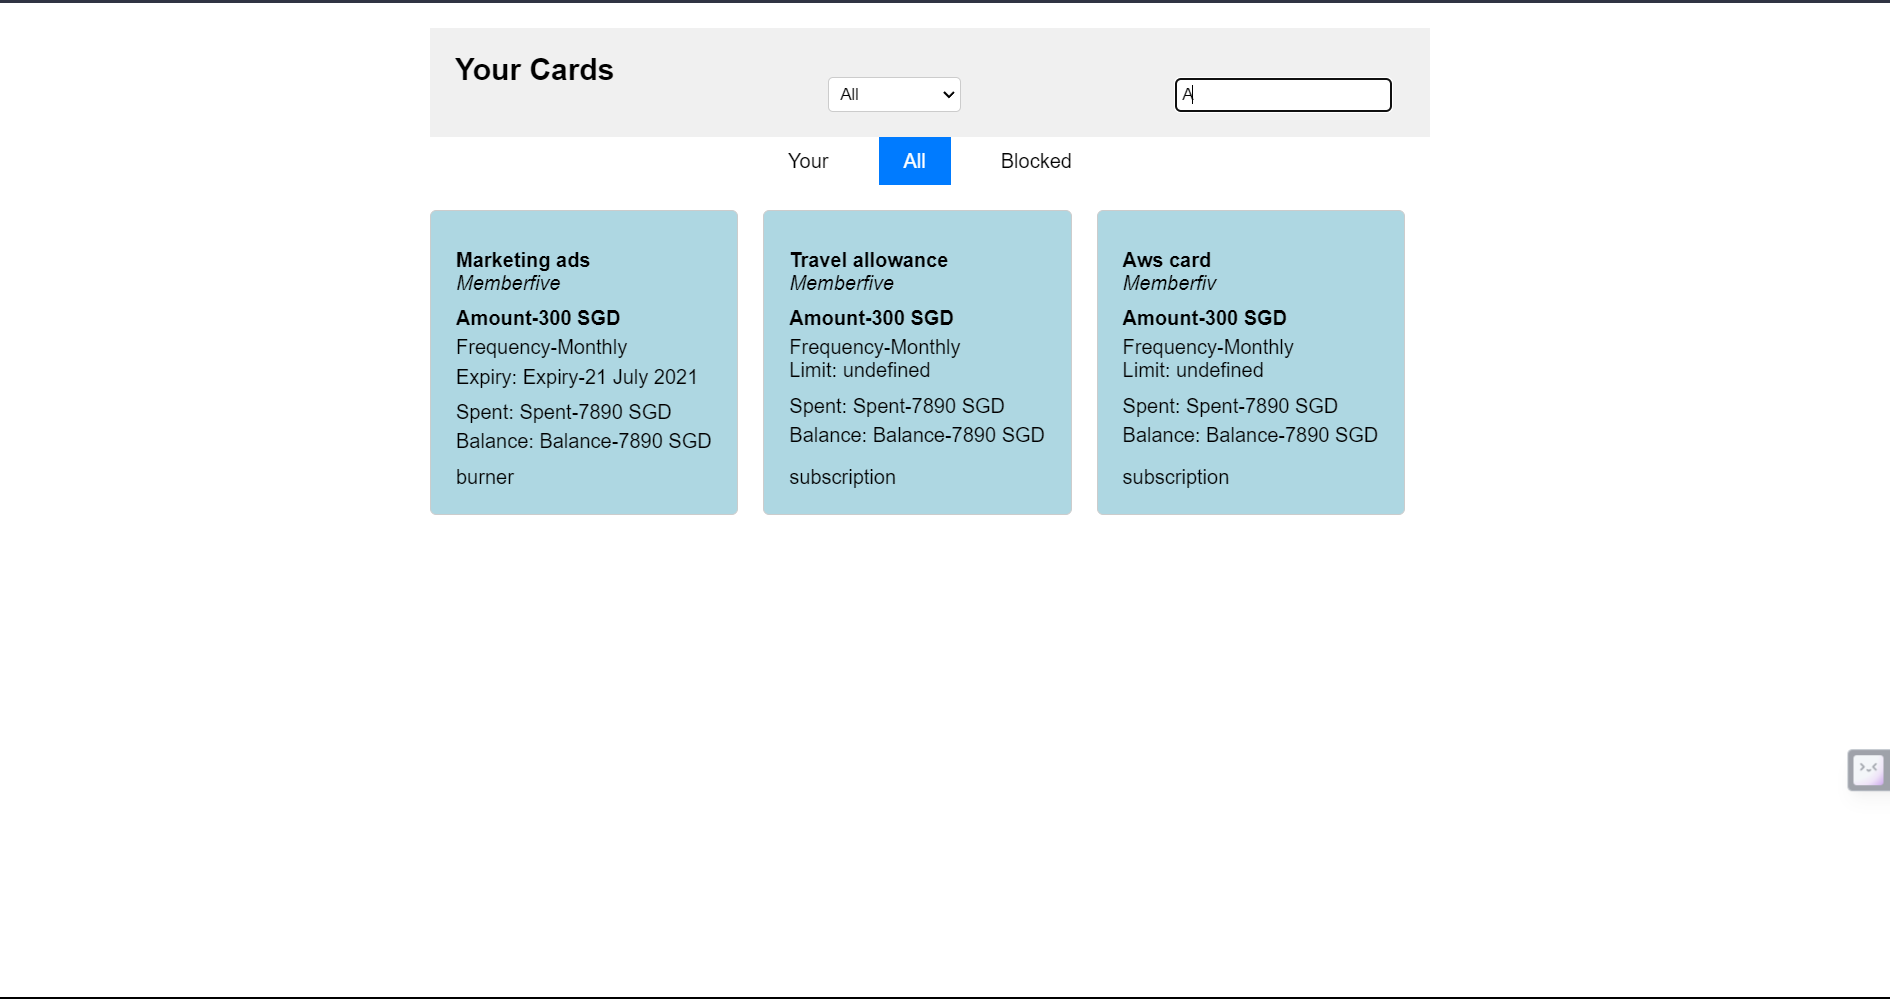 Your Cards
All
A
Your
All
Blocked
Marketing ads
Memberfive
Amount-300 SGD
Frequency-Monthly
Expiry: Expiry-21 July 2021
Spent: Spent-7890 SGD
Balance: Balance-7890 SGD
burner
Travel allowance
Memberfive
Amount-300 SGD
Frequency-Monthly
Limit: undefined
Spent: Spent-7890 SGD
Balance: Balance-7890 SGD
subscription
Aws card
Memberfiv
Amount-300 SGD
Frequency-Monthly
Limit: undefined
Spent: Spent-7890 SGD
Balance: Balance-7890 SGD
subscription